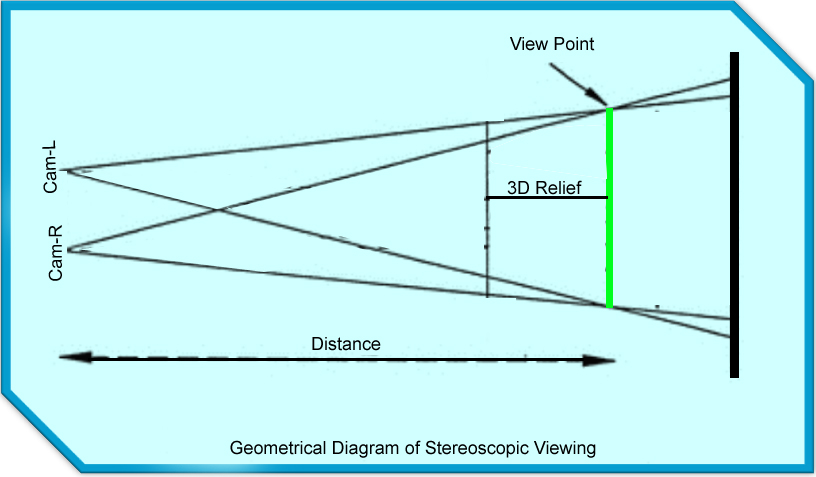 View Point
Cam-L
3D Relief
Cam-R
Distance
Geometrical Diagram of Stereoscopic Viewing